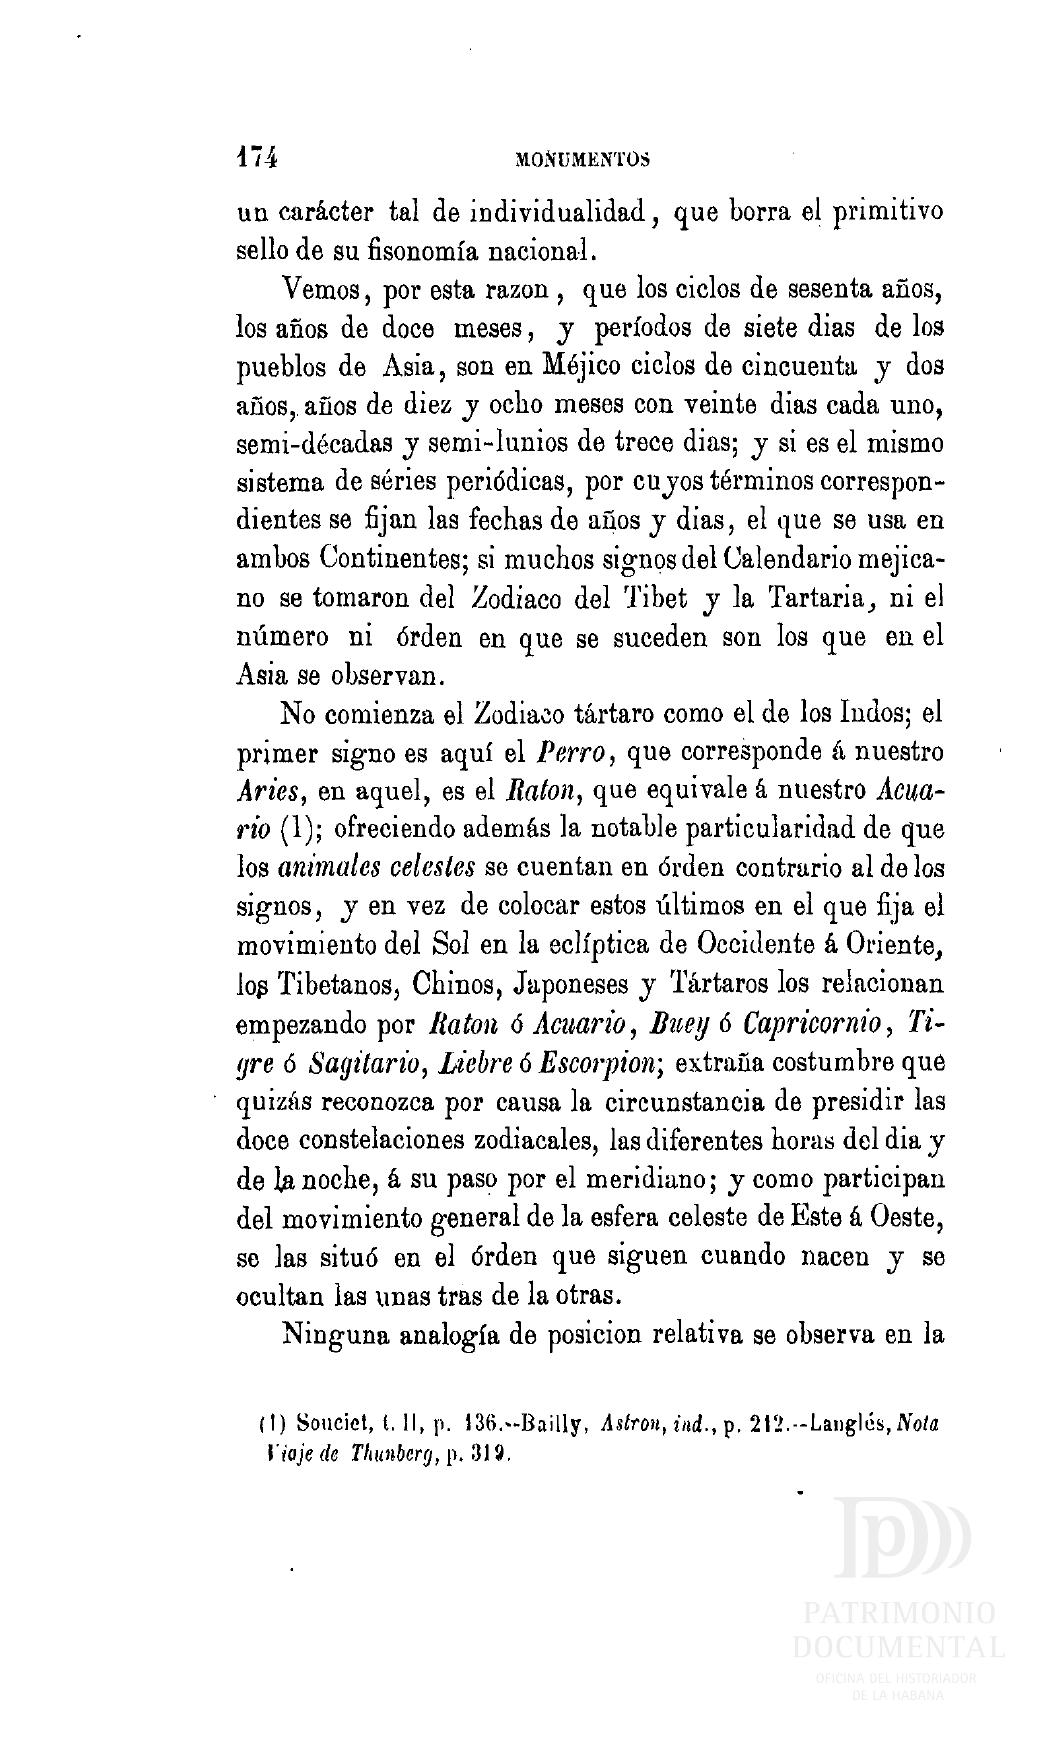 174 MONUMENTOS
un carácter tal de individualidad, que borra el primitivo
sello de su fisonomía nacional.
Vemos, por esta razon, que los ciclos de sesenta años,
los años de doce meses, y períodos de siete dias de los
pueblos de Asia, son en Méjico ciclos de cincuenta y dos
años, años de diez y ocho meses con veinte dias cada uno,
semi-décadas y semi-lunios de trece dias; y si es el mismo
sistema de séries periódicas, por cuyos términos correspon-
dientes se fijan las fechas de años y dias, el que se usa en
ambos Continentes; si muchos signos del Calendario mejica-
no se tomaron del Zodiaco del Tibet y la Tartaria, ni el
número ni órden en que se suceden son los que en el
Asia se observan.
No comienza el Zodiaco tártaro como el de los Indos; el
primer signo es aquí el Perro, que corresponde á nuestro
Aries, en aquel, es el Raton, que equivale á nuestro Acua-
rio (1); ofreciendo además la notable particularidad de que
los animales celestes se cuentan en órden contrario al de los
signos, y en vez de colocar estos últimos en el que fija el
movimiento del Sol en la eclíptica de Occidente á Oriente,
los Tibetanos, Chinos, Japoneses y Tártaros los relacionan
empezando por Raton ó Acuario, Buey ó Capricornio, Ti-
gre ó Sagitario, Liebre ó Escorpion; extraña costumbre que
quizás reconozca por causa la circunstancia de presidir las
doce constelaciones zodiacales, las diferentes horas del dia y
de la noche, á su paso por el meridiano; y como participan
del movimiento general de la esfera celeste de Este á Oeste,
se las situó en el órden que siguen cuando nacen y se
ocultan las unas tras de la otras.
Ninguna analogía de posicion relativa se observa en la
(1) Souciet, t. II, p. 136.--Bailly, Astron, ind., p. 212.--Langlés, Nota
Viaje de Thunberg, p. 319.
PATRIMONIO
DOCUMENTAL
OFICINA DEL HISTORIADOR
DE LA HABANA